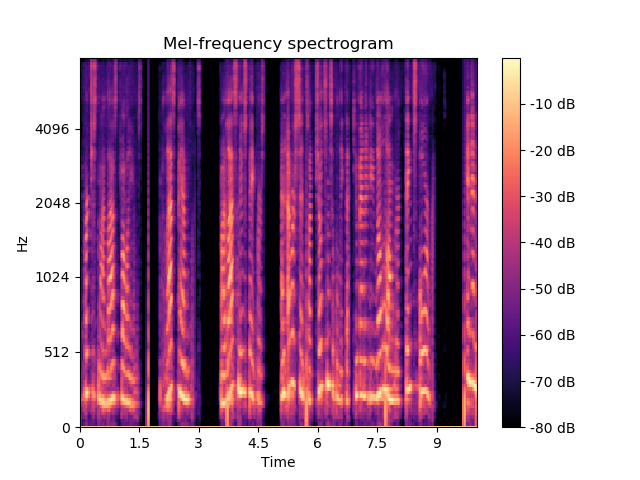 Mel-frequency spectrogram
4096
2048
1024
512
0
Hz
0 1.5 3 4.5 6 7.5 9
Time
-10 dB
-20 dB
-30 dB
-40 dB
-50 dB
-60 dB
-70 dB
-80 dB